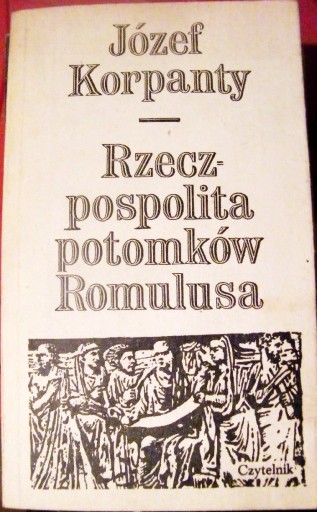 Józef
Korpanty
Rzecz-
pospolita
potomków
Romulusa
Czytelnik